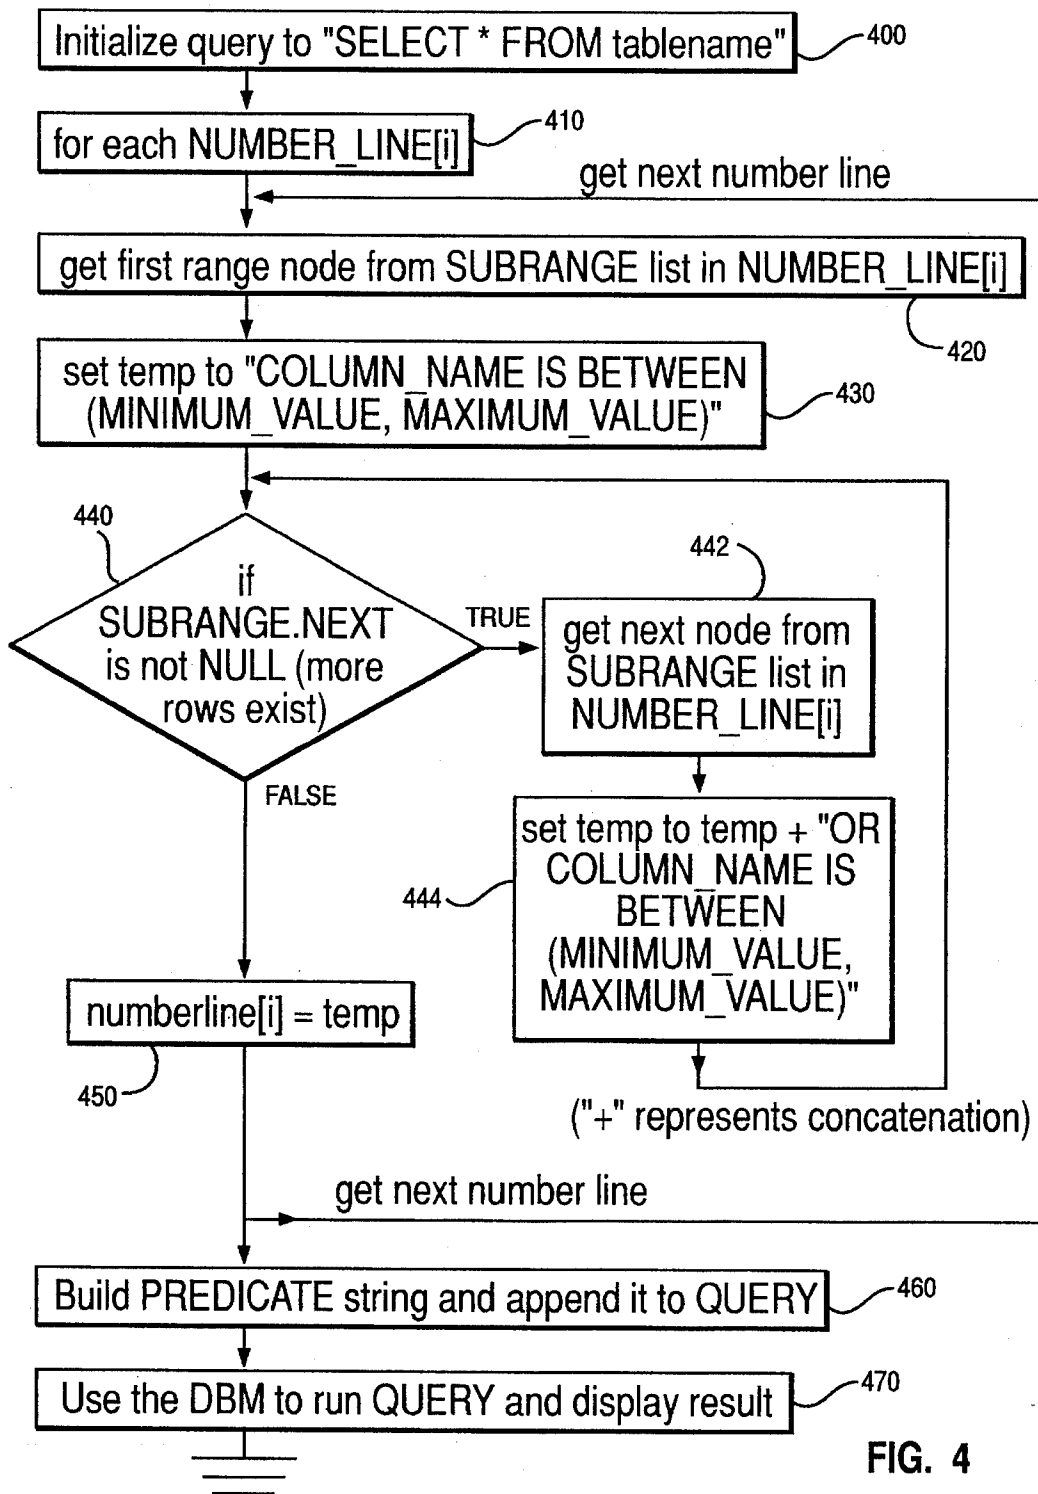 Initialize query to "SELECT * FROM tablename"
400
for each NUMBER_LINE[i]
410
get next number line
get first range node from SUBRANGE list in NUMBER_LINE[i]
420
set temp to "COLUMN_NAME IS BETWEEN
(MINIMUM_VALUE, MAXIMUM_VALUE)"
430
440
if
SUBRANGE.NEXT
is not NULL (more
rows exist)
TRUE
FALSE
442
get next node from
SUBRANGE list in
NUMBER_LINE[i]
444
set temp to temp + "OR
COLUMN_NAME IS
BETWEEN
(MINIMUM_VALUE,
MAXIMUM_VALUE)"
numberline[i] = temp
450
("+" represents concatenation)
get next number line
Build PREDICATE string and append it to QUERY
460
Use the DBM to run QUERY and display result
470
FIG. 4